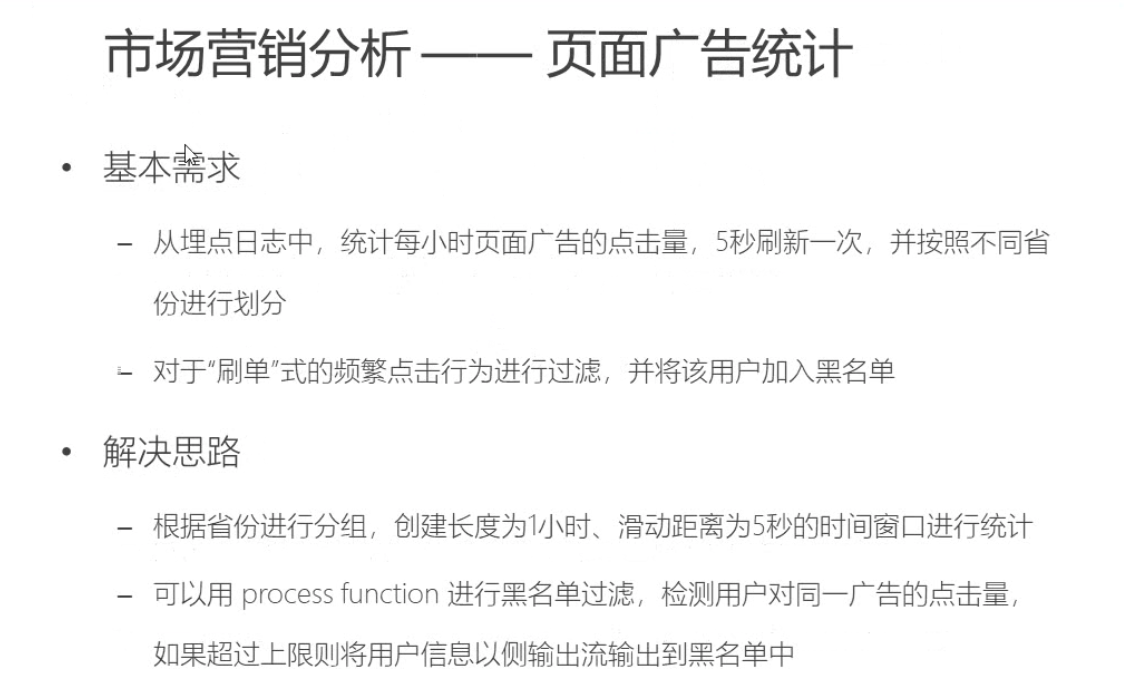 市场营销分析 —— 页面广告统计
• 基本需求
– 从埋点日志中，统计每小时页面广告的点击量，5秒刷新一次，并按照不同省
份进行划分
– 对于“刷单”式的频繁点击行为进行过滤，并将该用户加入黑名单
• 解决思路
– 根据省份进行分组，创建长度为1小时、滑动距离为5秒的时间窗口进行统计
– 可以用 process function 进行黑名单过滤，检测用户对同一广告的点击量，
如果超过上限则将用户信息以侧输出流输出到黑名单中